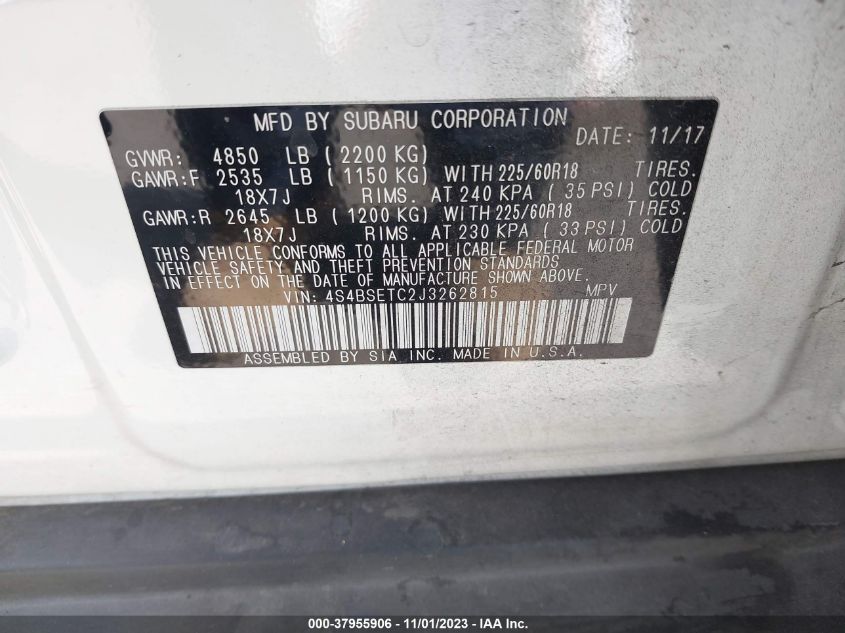 MFD BY SUBARU CORPORATION DATE: 11/17
GVWR: 4850 LB ( 2200 KG)
GAWR:F 2535 LB ( 1150 KG) WITH 225/60R18 TIRES.
18X7J RIMS. AT 240 KPA ( 35 PSI) COLD
GAWR:R 2645 LB ( 1200 KG) WITH 225/60R18 TIRES.
18X7J RIMS. AT 230 KPA ( 33 PSI) COLD
THIS VEHICLE CONFORMS TO ALL APPLICABLE FEDERAL MOTOR
VEHICLE SAFETY AND THEFT PREVENTION STANDARDS
IN EFFECT ON THE DATE OF MANUFACTURE SHOWN ABOVE.
VIN: 4S4BSETC2J3262815 MPV
ASSEMBLED BY SIA INC. MADE IN U.S.A.
000-37955906 - 11/01/2023 - IAA Inc.